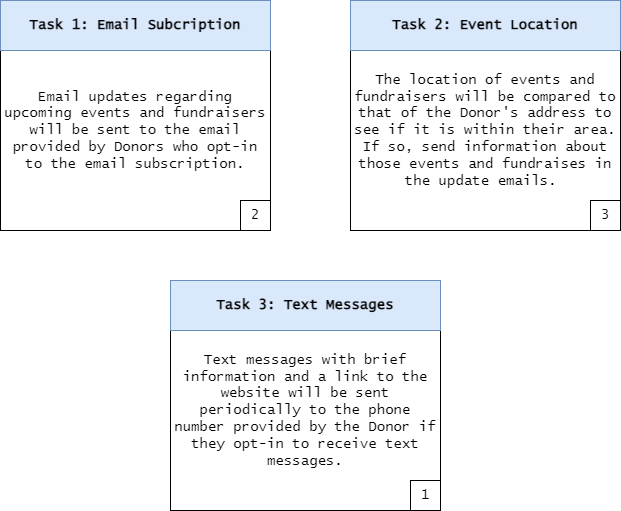 Task 1: Email Subcription
Email updates regarding
upcoming events and fundraisers
will be sent to the email
provided by Donors who opt-in
to the email subscription.
2
Task 2: Event Location
The location of events and
fundraisers will be compared to
that of the Donor's address to
see if it is within their area.
If so, send information about
those events and fundraises in
the update emails.
3
Task 3: Text Messages
Text messages with brief
information and a link to the
website will be sent
periodically to the phone
number provided by the Donor if
they opt-in to receive text
messages.
1